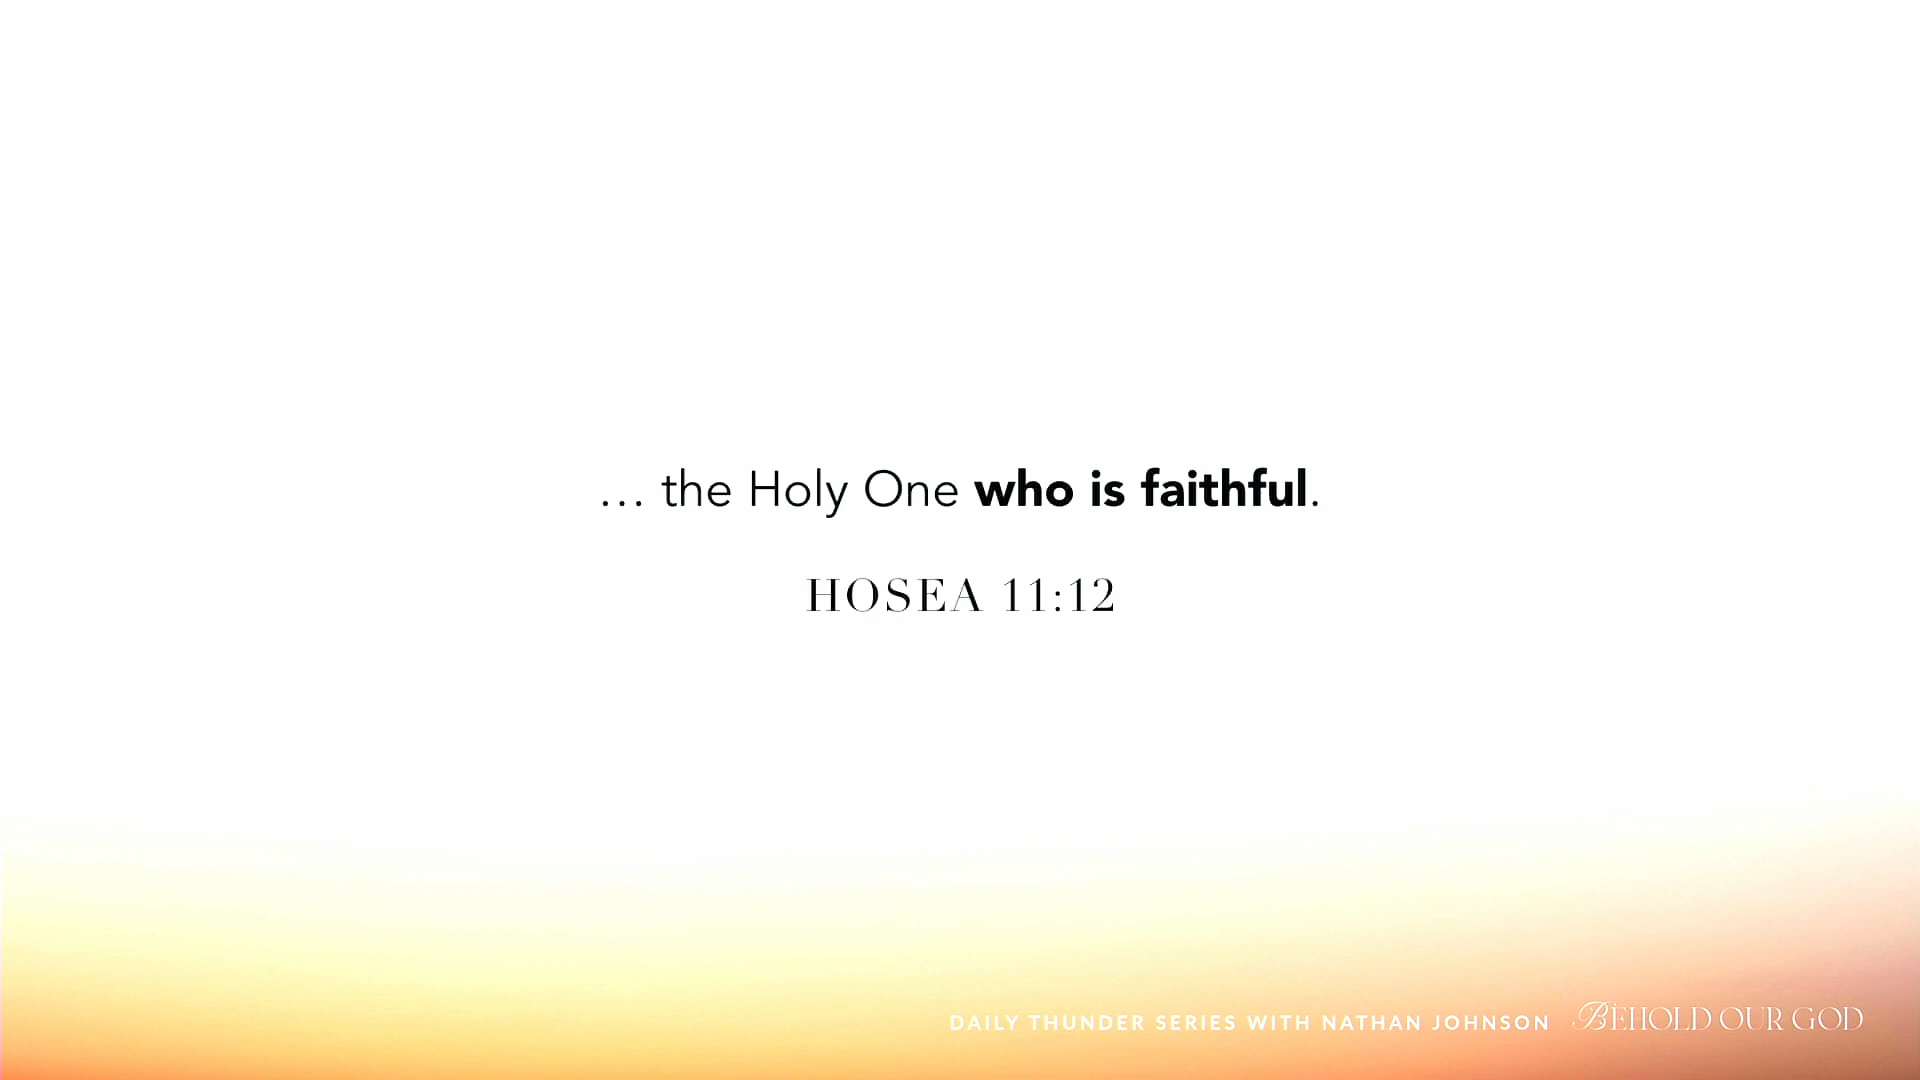 … the Holy One who is faithful.
HOSEA 11:12
DAILY THUNDER SERIES WITH NATHAN JOHNSON BEHOLD OUR GOD